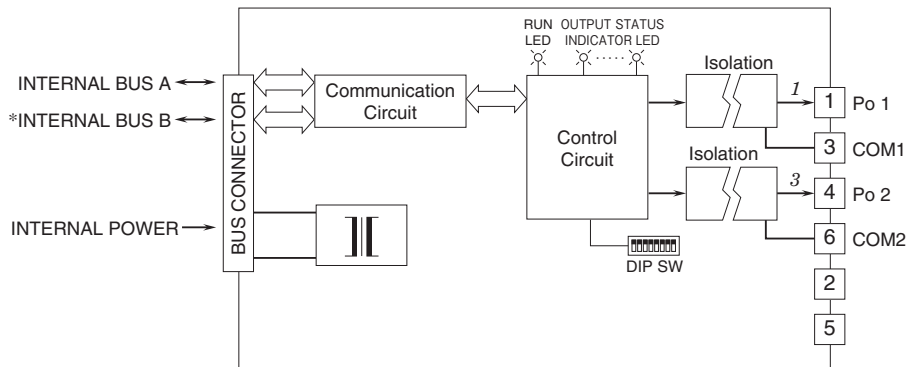 RUN LED
OUTPUT STATUS INDICATOR LED
INTERNAL BUS A
*INTERNAL BUS B
INTERNAL POWER
BUS CONNECTOR
Communication
Circuit
Control
Circuit
DIP SW
Isolation
1
1
Po 1
3
COM1
Isolation
3
4
Po 2
6
COM2
2
5